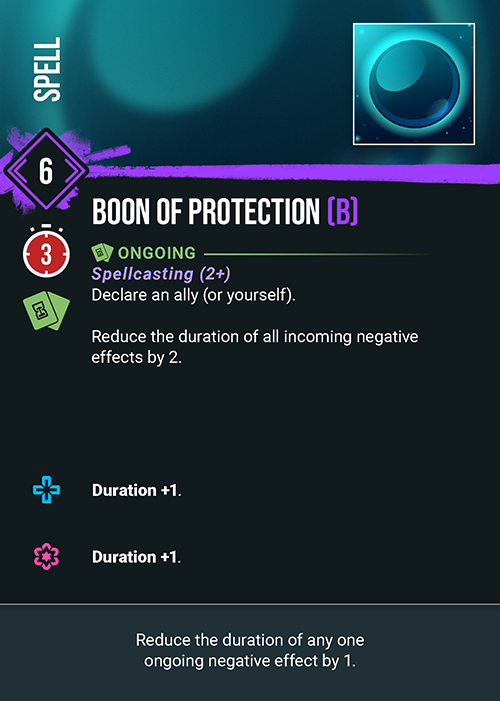 SPELL
6
BOON OF PROTECTION (B)
3
ONGOING
Spellcasting (2+)
Declare an ally (or yourself).
Reduce the duration of all incoming negative
effects by 2.
Duration +1.
Duration +1.
Reduce the duration of any one
ongoing negative effect by 1.